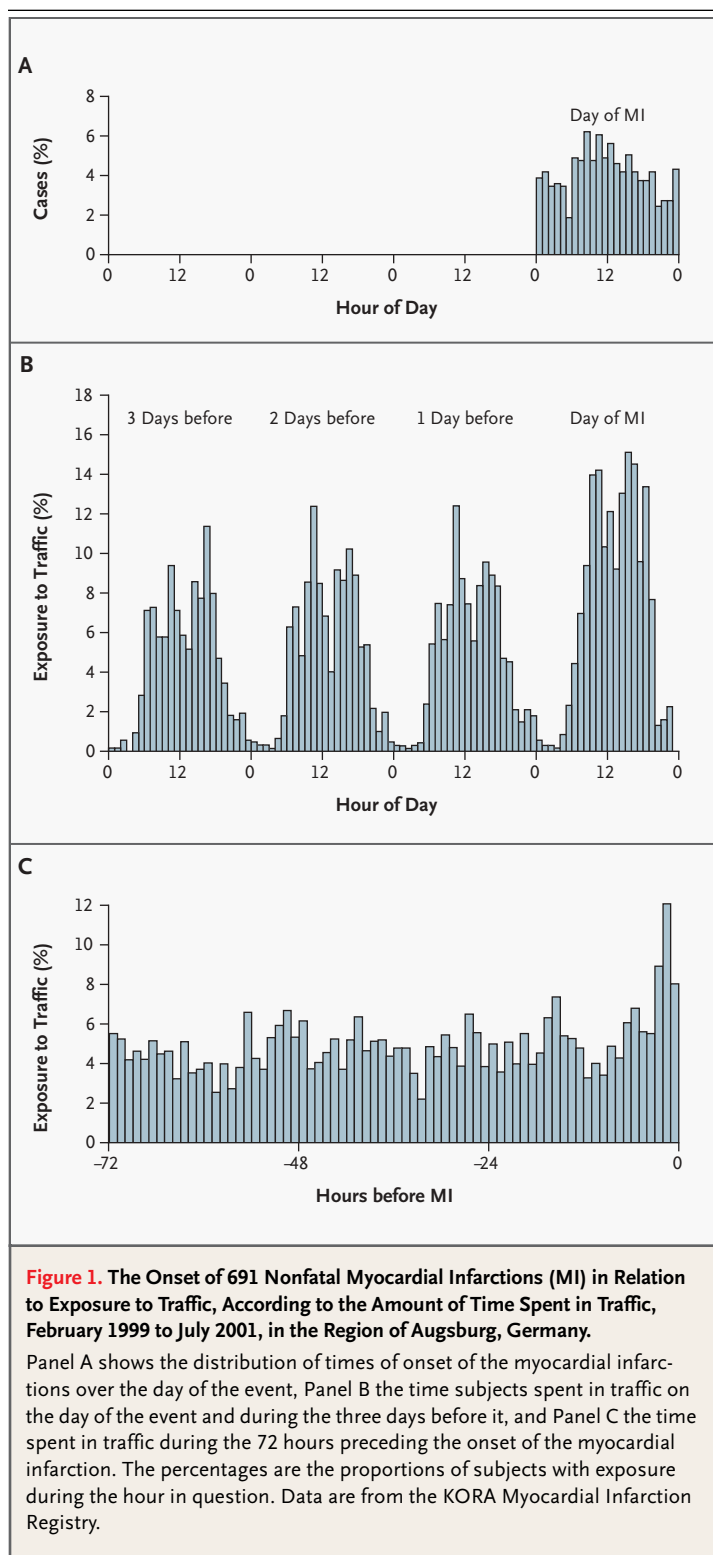 A
8
6
4
2
0
Cases (%)
Day of MI
0 12 0 12 0 12 0 12 0
Hour of Day
B
18
16
14
12
10
8
6
4
2
0
Exposure to Traffic (%)
3 Days before 2 Days before 1 Day before Day of MI
0 12 0 12 0 12 0 12 0
Hour of Day
C
12
10
8
6
4
2
0
Exposure to Traffic (%)
–72 –48 –24 0
Hours before MI
Figure 1. The Onset of 691 Nonfatal Myocardial Infarctions (MI) in Relation
to Exposure to Traffic, According to the Amount of Time Spent in Traffic,
February 1999 to July 2001, in the Region of Augsburg, Germany.
Panel A shows the distribution of times of onset of the myocardial infarc-
tions over the day of the event, Panel B the time subjects spent in traffic on
the day of the event and during the three days before it, and Panel C the time
spent in traffic during the 72 hours preceding the onset of the myocardial
infarction. The percentages are the proportions of subjects with exposure
during the hour in question. Data are from the KORA Myocardial Infarction
Registry.